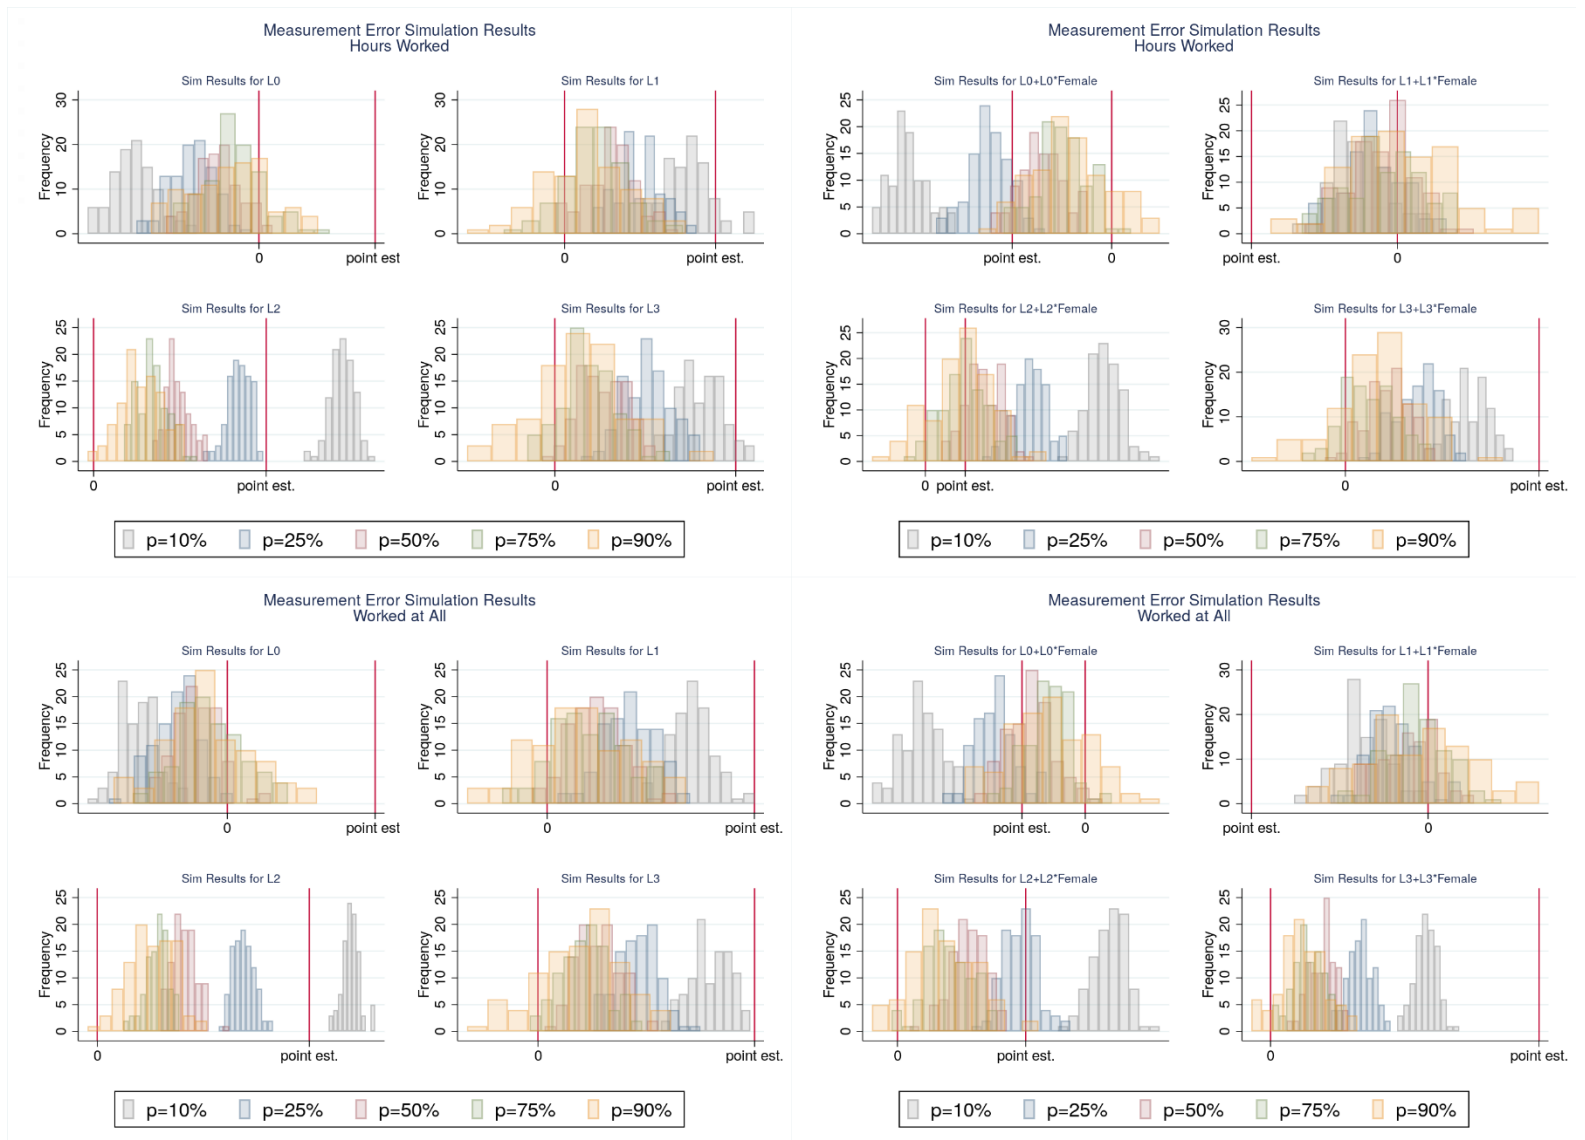 Measurement Error Simulation Results
Hours Worked
Sim Results for L0
Frequency
0 10 20 30
0 point est
Sim Results for L1
Frequency
0 10 20 30
0 point est.
Sim Results for L2
Frequency
0 5 10 15 20 25
0 point est.
Sim Results for L3
Frequency
0 5 10 15 20 25
0 point est.
p=10% p=25% p=50% p=75% p=90%
Measurement Error Simulation Results
Hours Worked
Sim Results for L0+L0*Female
Frequency
0 5 10 15 20 25
point est. 0
Sim Results for L1+L1*Female
Frequency
0 5 10 15 20 25
point est. 0
Sim Results for L2+L2*Female
Frequency
0 5 10 15 20 25
0 point est.
Sim Results for L3+L3*Female
Frequency
0 10 20 30
0 point est.
p=10% p=25% p=50% p=75% p=90%
Measurement Error Simulation Results
Worked at All
Sim Results for L0
Frequency
0 5 10 15 20 25
0 point est
Sim Results for L1
Frequency
0 5 10 15 20 25
0 point est.
Sim Results for L2
Frequency
0 5 10 15 20 25
0 point est.
Sim Results for L3
Frequency
0 5 10 15 20 25
0 point est.
p=10% p=25% p=50% p=75% p=90%
Measurement Error Simulation Results
Worked at All
Sim Results for L0+L0*Female
Frequency
0 5 10 15 20 25
point est. 0
Sim Results for L1+L1*Female
Frequency
0 10 20 30
point est. 0
Sim Results for L2+L2*Female
Frequency
0 5 10 15 20 25
0 point est.
Sim Results for L3+L3*Female
Frequency
0 5 10 15 20 25
0 point est.
p=10% p=25% p=50% p=75% p=90%